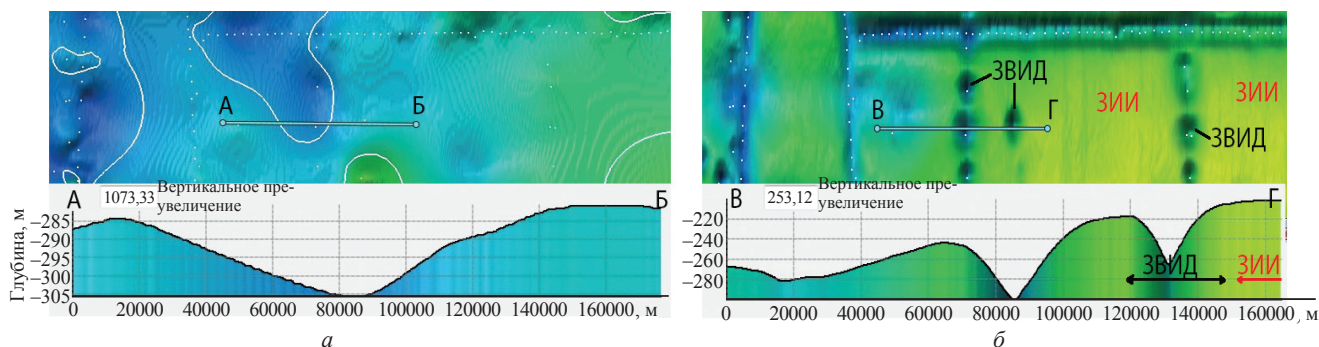 А Б
ЗВИД
ЗИИ ЗИИ
В Г
ЗВИД
А 1073,33 Вертикальное пре-
увеличение Б
Глубина, м
–285
–290
–295
–300
–305
0 20000 40000 60000 80000 100000 120000 140000 160000, м
а
В 253,12 Вертикальное пре-
увеличение Г
–220
–240
–260
–280
ЗВИД ЗИИ
0 20000 40000 60000 80000 100000 120000 140000 160000, м
б